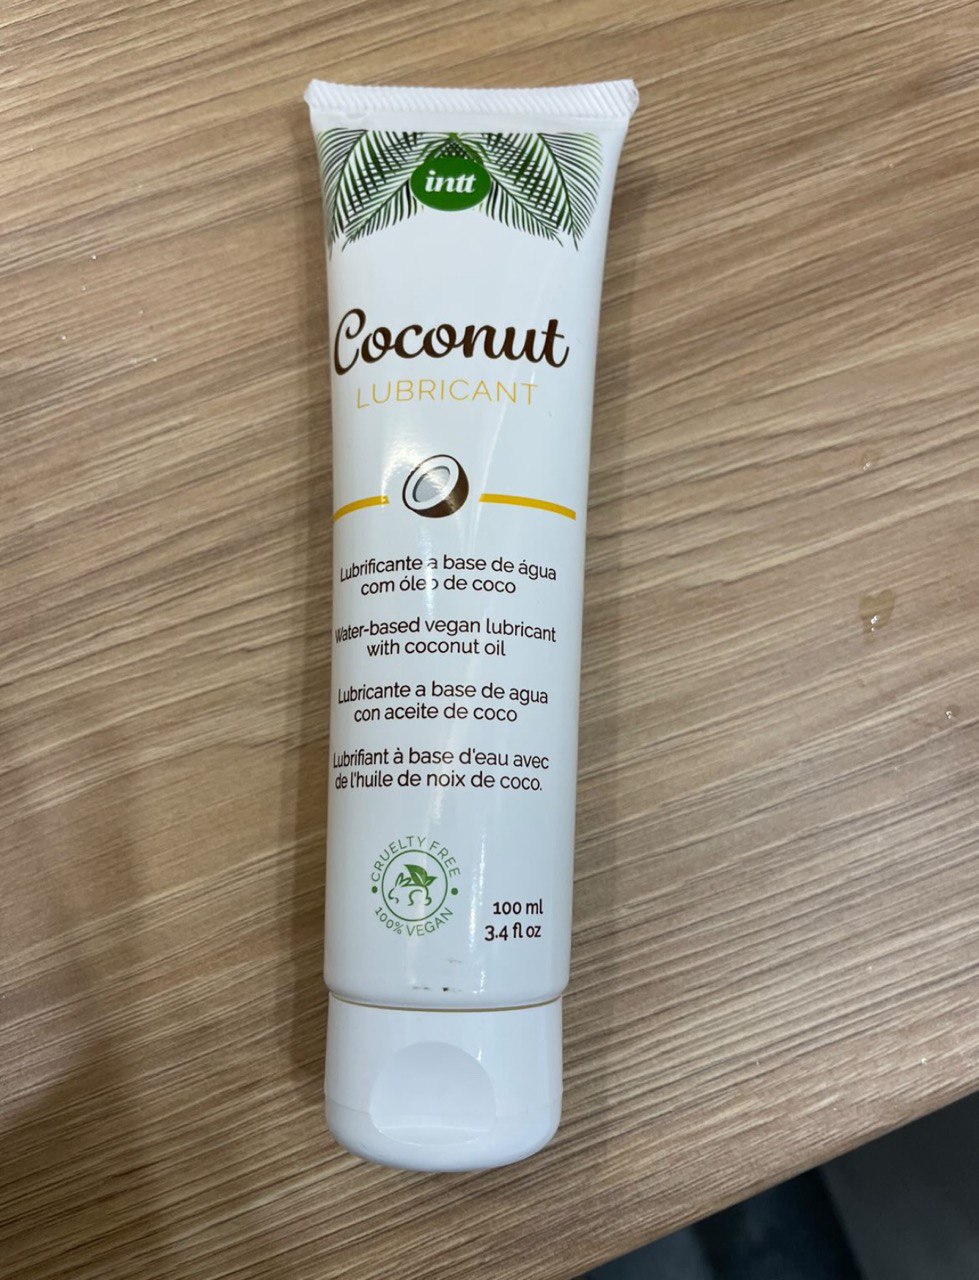 intt
Coconut
LUBRICANT
Lubrificante a base de água
com óleo de coco
Water-based vegan lubricant
with coconut oil
Lubricante a base de agua
con aceite de coco
Lubrifiant à base d'eau avec
de l'huile de noix de coco.
CRUELTY FREE
100% VEGAN
100 ml
3.4 fl oz